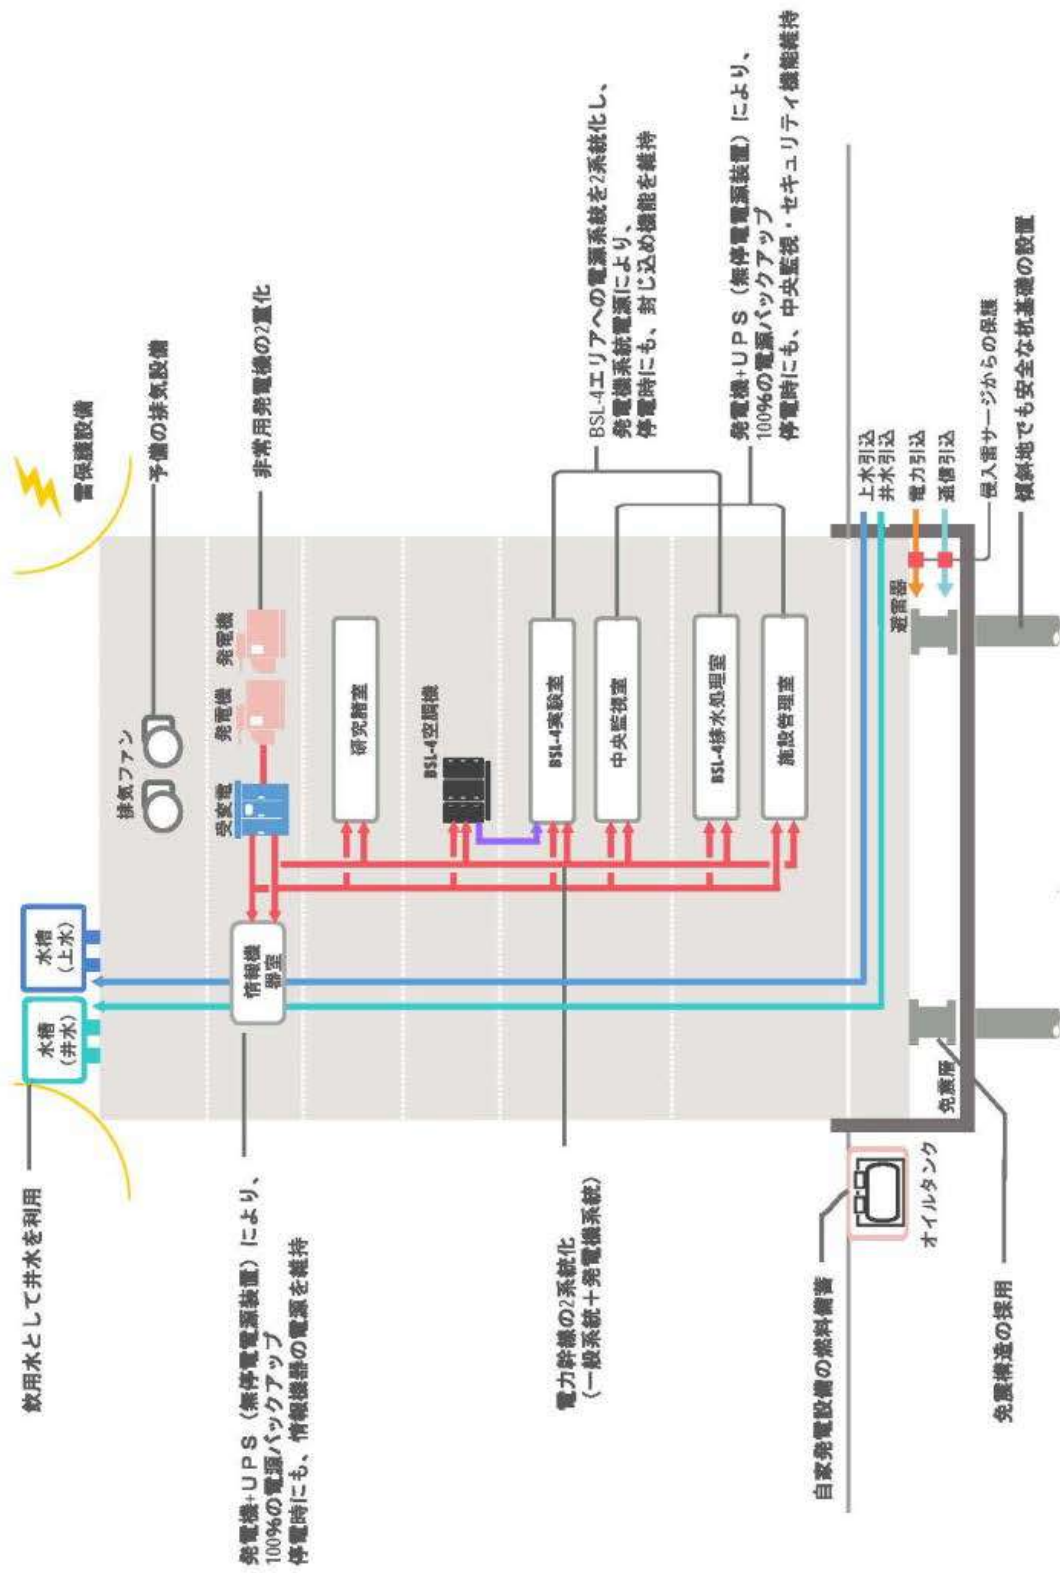 飲用水として井水を利用
水槽
(井水)
水槽
(上水)
雷保護設備
排気ファン
予備の排気設備
発電機+UPS(無停電電源装置)により、
100%の電源バックアップ
停電時にも、情報機器の電源を維持
情報機
器室
受変電
発電機
発電機
非常用発電機の2重化
研究諸室
BSL-4空調機
電力幹線の2系統化
(一般系統+発電機系統)
BSL-4実験室
中央監視室
BSL-4排水処理室
施設管理室
BSL-4エリアへの電源系統を2系統化し、
発電機系統電源により、
停電時にも、封じ込め機能を維持
発電機+UPS(無停電電源装置)により、
100%の電源バックアップ
停電時にも、中央監視・セキュリティ機能維持
自家発電設備の燃料備蓄
オイルタンク
免震構造の採用
免震層
避雷器
上水引込
井水引込
電力引込
通信引込
侵入雷サージからの保護
傾斜地でも安全な杭基礎の設置